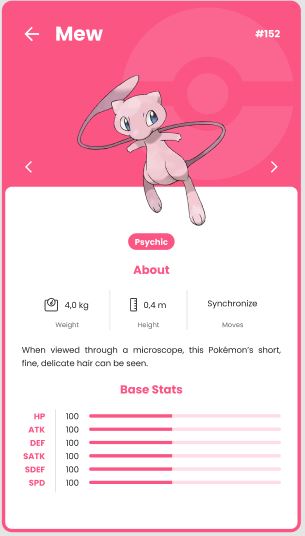 Mew
#152
Psychic
About
4,0 kg
0,4 m
Synchronize
Weight
Height
Moves
When viewed through a microscope, this Pokémon's short,
fine, delicate hair can be seen.
Base Stats
HP 100
ATK 100
DEF 100
SATK 100
SDEF 100
SPD 100